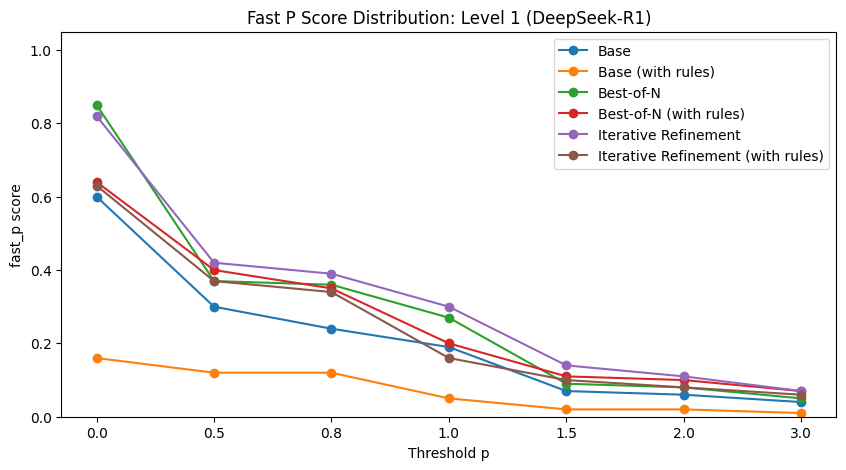 Fast P Score Distribution: Level 1 (DeepSeek-R1)
Base
Base (with rules)
Best-of-N
Best-of-N (with rules)
Iterative Refinement
Iterative Refinement (with rules)
fast_p score
1.0
0.8
0.6
0.4
0.2
0.0
0.0 0.5 0.8 1.0 1.5 2.0 3.0
Threshold p